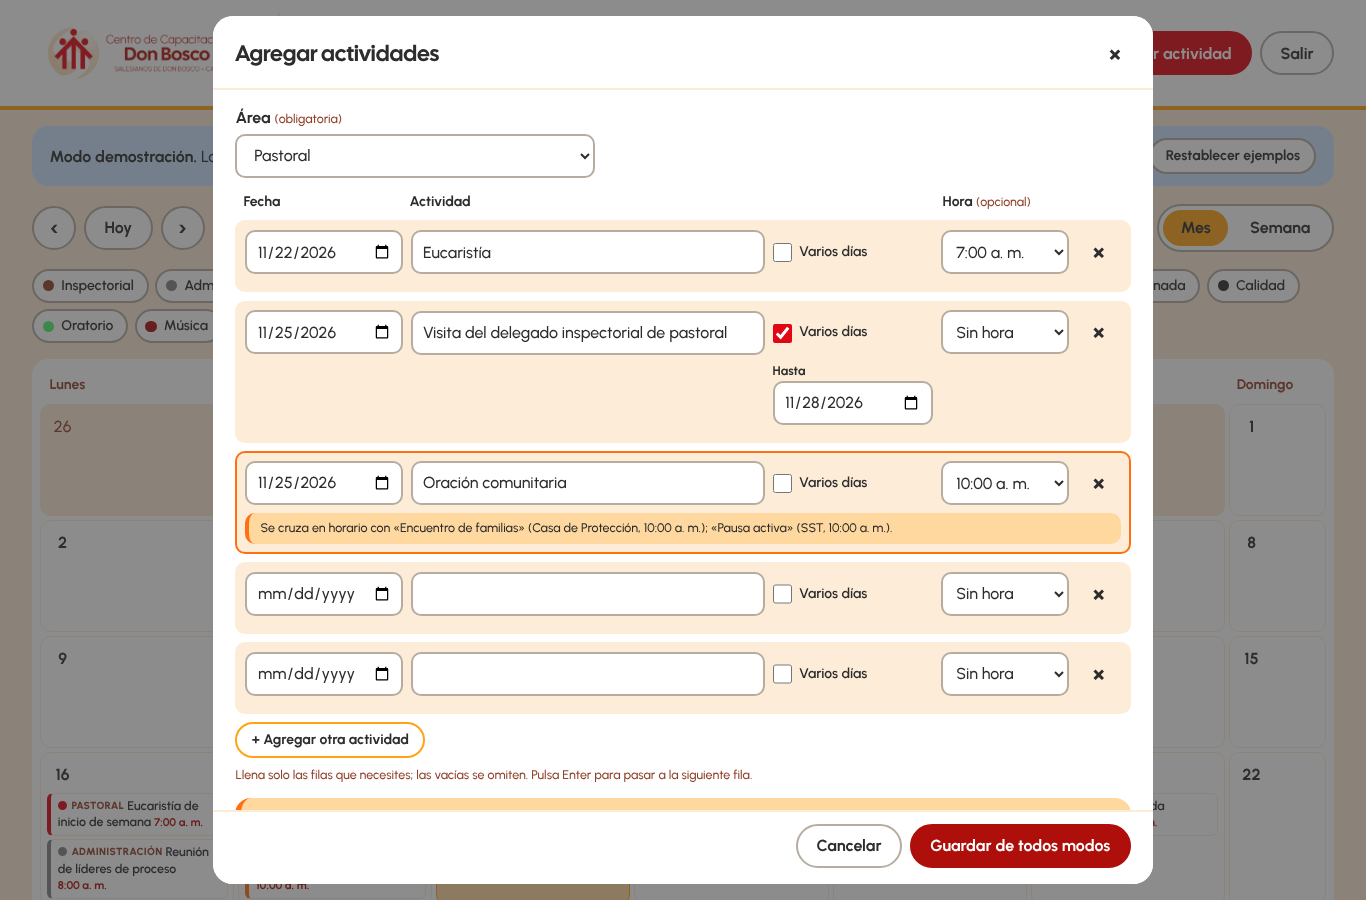 Centro de Capacitac
Don Bosco
SALESIANOS DE DON BOSCO • CA
r actividad
Salir
Agregar actividades
×
Modo demostración. Lo
Restablecer ejemplos
Área (obligatoria)
Pastoral
‹ Hoy ›
Mes Semana
Fecha Actividad Hora (opcional)
11/22/2026 Eucaristía Varios días 7:00 a. m. ×
Inspectorial Adm
nada Calidad
Oratorio Música
11/25/2026 Visita del delegado inspectorial de pastoral Varios días Sin hora ×
Hasta
11/28/2026
Lunes Domingo
26 1
11/25/2026 Oración comunitaria Varios días 10:00 a. m. ×
Se cruza en horario con «Encuentro de familias» (Casa de Protección, 10:00 a. m.); «Pausa activa» (SST, 10:00 a. m.).
2 8
mm/dd/yyyy Varios días Sin hora ×
9 15
mm/dd/yyyy Varios días Sin hora ×
+ Agregar otra actividad
Llena solo las filas que necesites; las vacías se omiten. Pulsa Enter para pasar a la siguiente fila.
16 22
PASTORAL Eucaristía de
inicio de semana 7:00 a. m.
da
ADMINISTRACIÓN Reunión
de líderes de proceso
8:00 a. m.
10:00 a. m.
Cancelar Guardar de todos modos